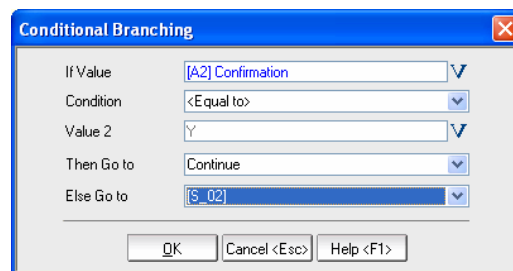 Conditional Branching
If Value [A2] Confirmation V
Condition <Equal to>
Value 2 Y V
Then Go to Continue
Else Go to [S_02]
OK Cancel <Esc> Help <F1>